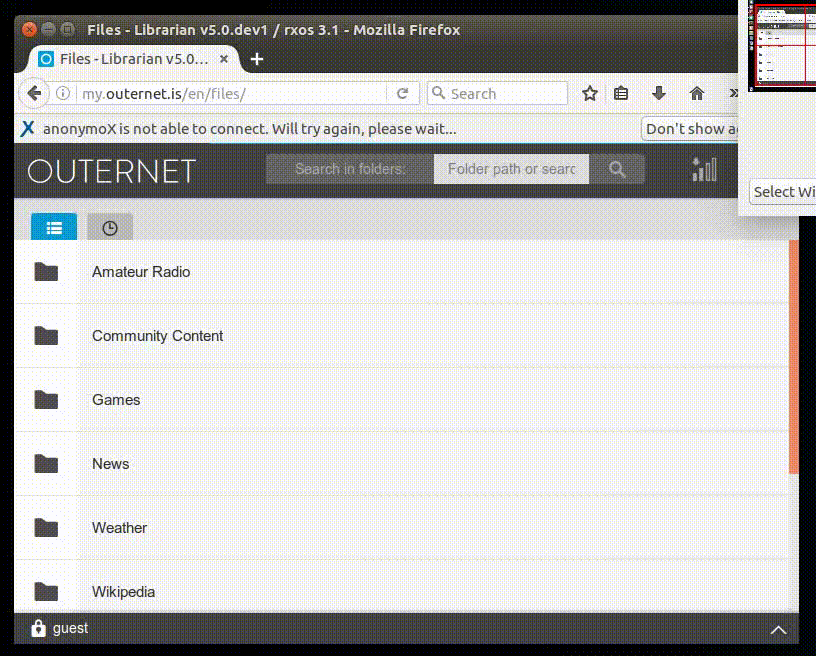 Files - Librarian v5.0.dev1 / rxos 3.1 - Mozilla Firefox
Files - Librarian v5.0...
my.outernet.is/en/files/
Search
anonymoX is not able to connect. Will try again, please wait...
Don't show a
OUTERNET
Search in folders:
Folder path or searc
Select Wi
Amateur Radio
Community Content
Games
News
Weather
Wikipedia
guest